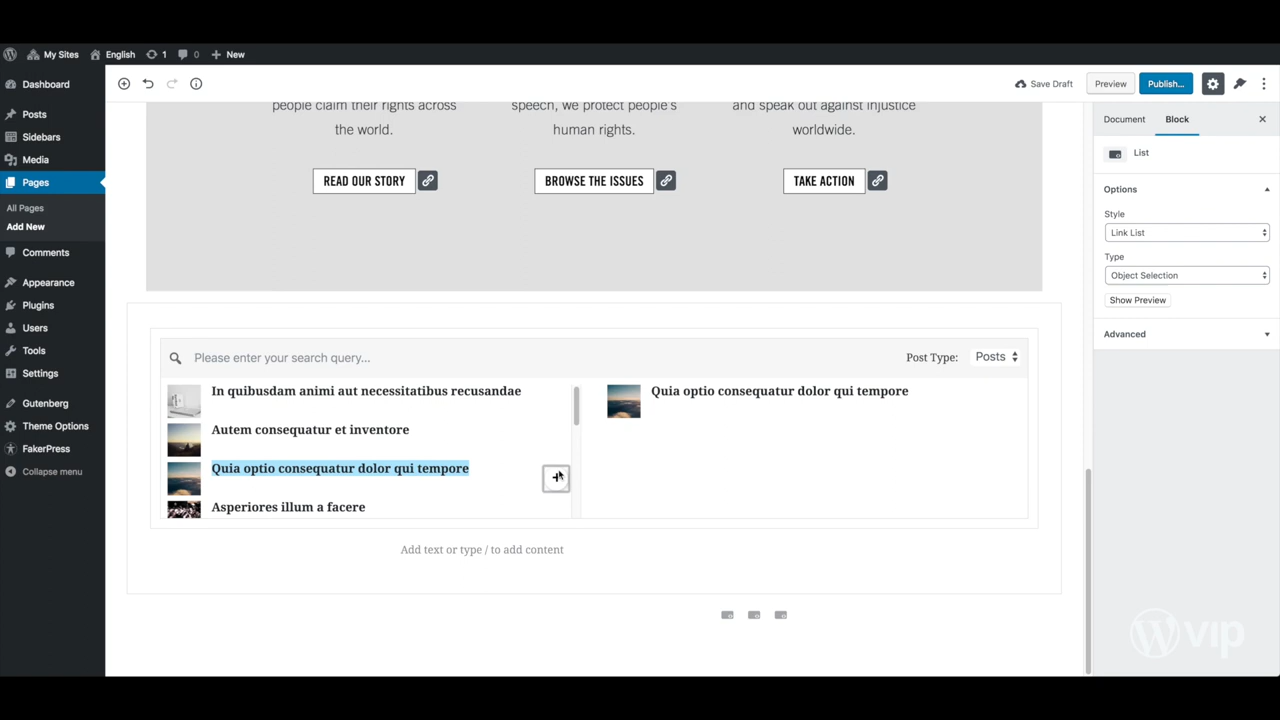 My Sites
English
1
0
New
Dashboard
Posts
Sidebars
Media
Pages
All Pages
Add New
Comments
Appearance
Plugins
Users
Tools
Settings
Gutenberg
Theme Options
FakerPress
Collapse menu
Save Draft
Preview
Publish...
people claim their rights across
the world.
speech, we protect people's
human rights.
and speak out against injustice
worldwide.
READ OUR STORY
BROWSE THE ISSUES
TAKE ACTION
Please enter your search query...
Post Type: Posts
In quibusdam animi aut necessitatibus recusandae
Autem consequatur et inventore
Quia optio consequatur dolor qui tempore
Asperiores illum a facere
Quia optio consequatur dolor qui tempore
Add text or type / to add content
Document
Block
List
Options
Style
Link List
Type
Object Selection
Show Preview
Advanced
VIP